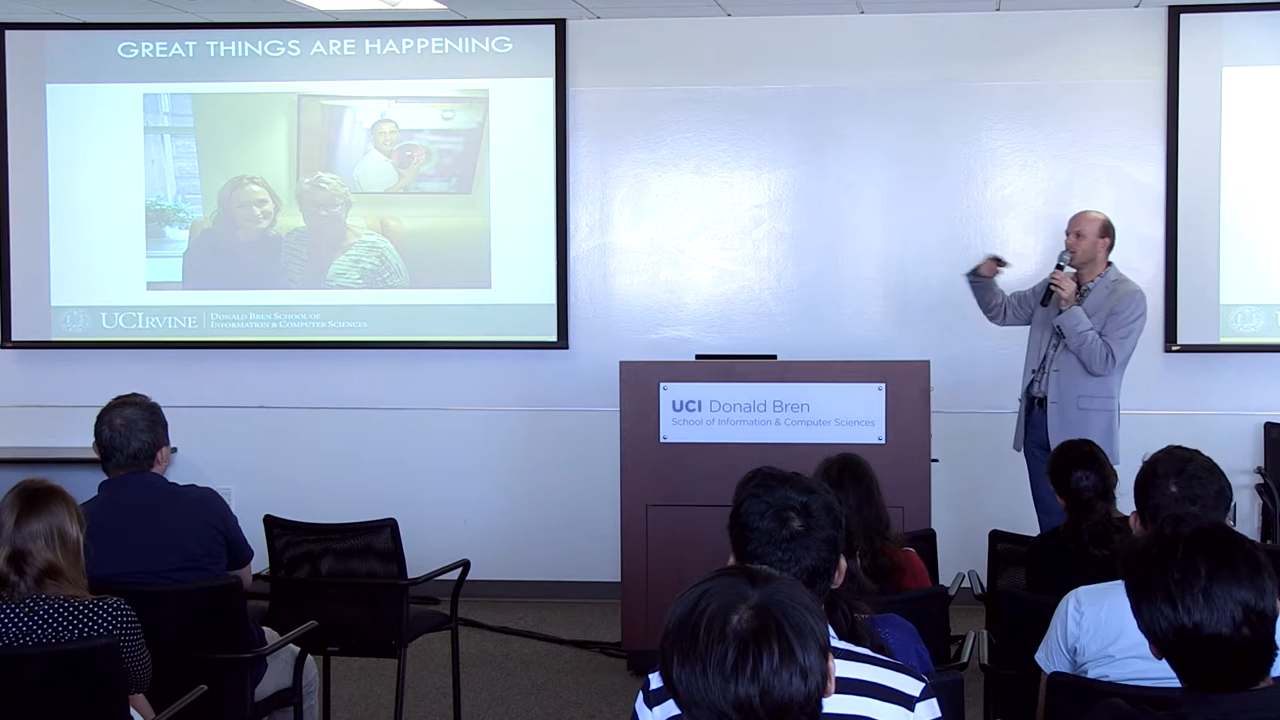 GREAT THINGS ARE HAPPENING
UCIRVINE
DONALD BREN SCHOOL OF
INFORMATION & COMPUTER SCIENCES
UCI Donald Bren
School of Information & Computer Sciences